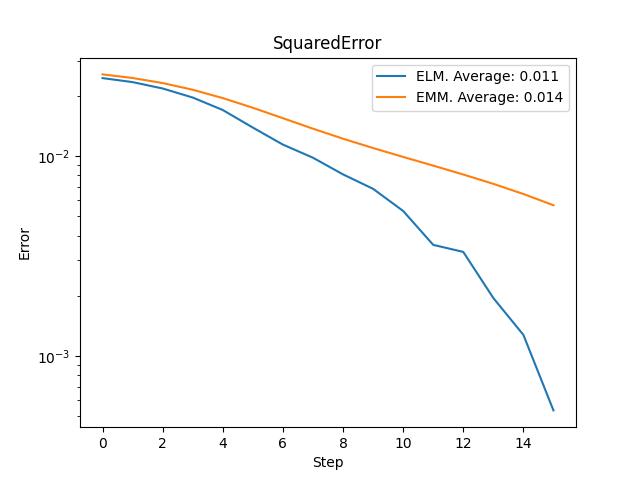 SquaredError
ELM. Average: 0.011
EMM. Average: 0.014
10⁻²
10⁻³
Error
0 2 4 6 8 10 12 14
Step